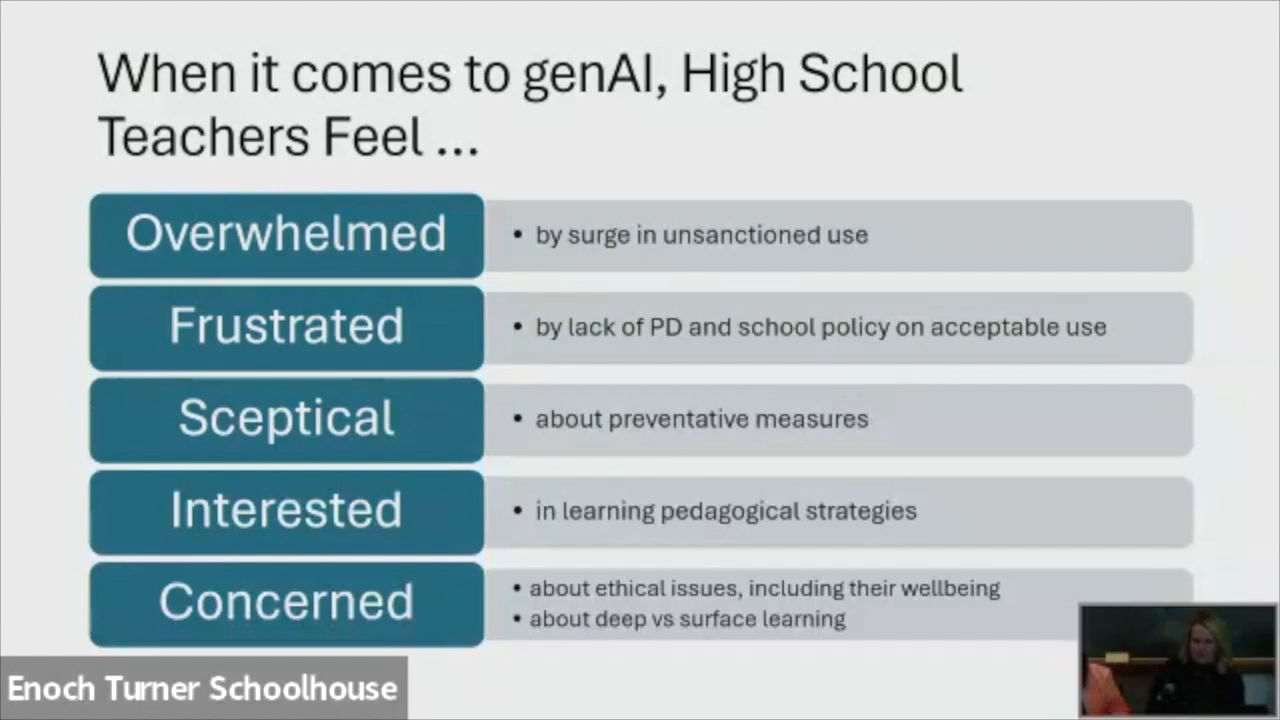 When it comes to genAI, High School
Teachers Feel ...
Overwhelmed
• by surge in unsanctioned use
Frustrated
• by lack of PD and school policy on acceptable use
Sceptical
• about preventative measures
Interested
• in learning pedagogical strategies
Concerned
• about ethical issues, including their wellbeing
• about deep vs surface learning
Enoch Turner Schoolhouse